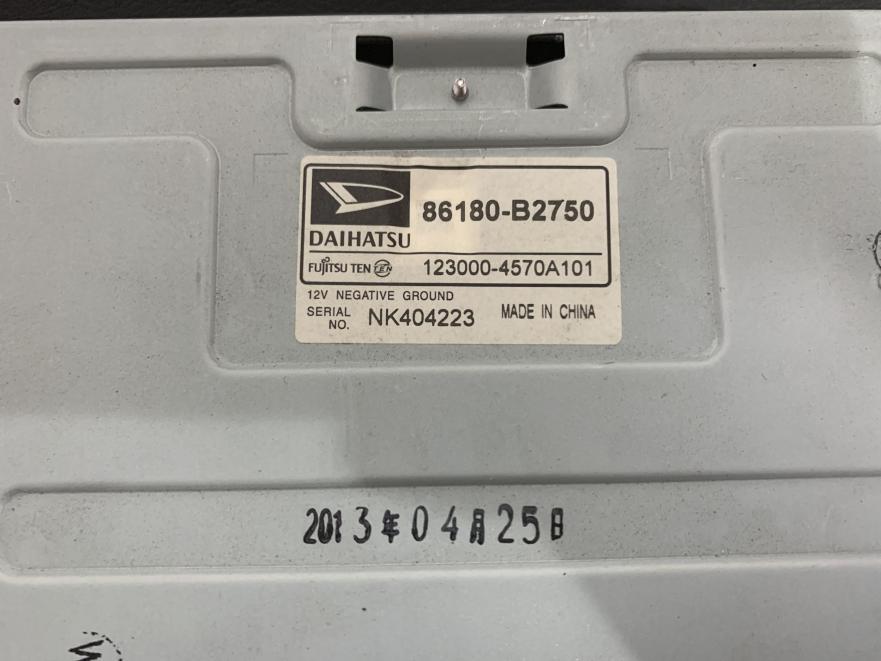 86180-B2750
DAIHATSU
FUJITSU TEN TEN 123000-4570A101
12V NEGATIVE GROUND
SERIAL NO. NK404223 MADE IN CHINA
2013年04月25日